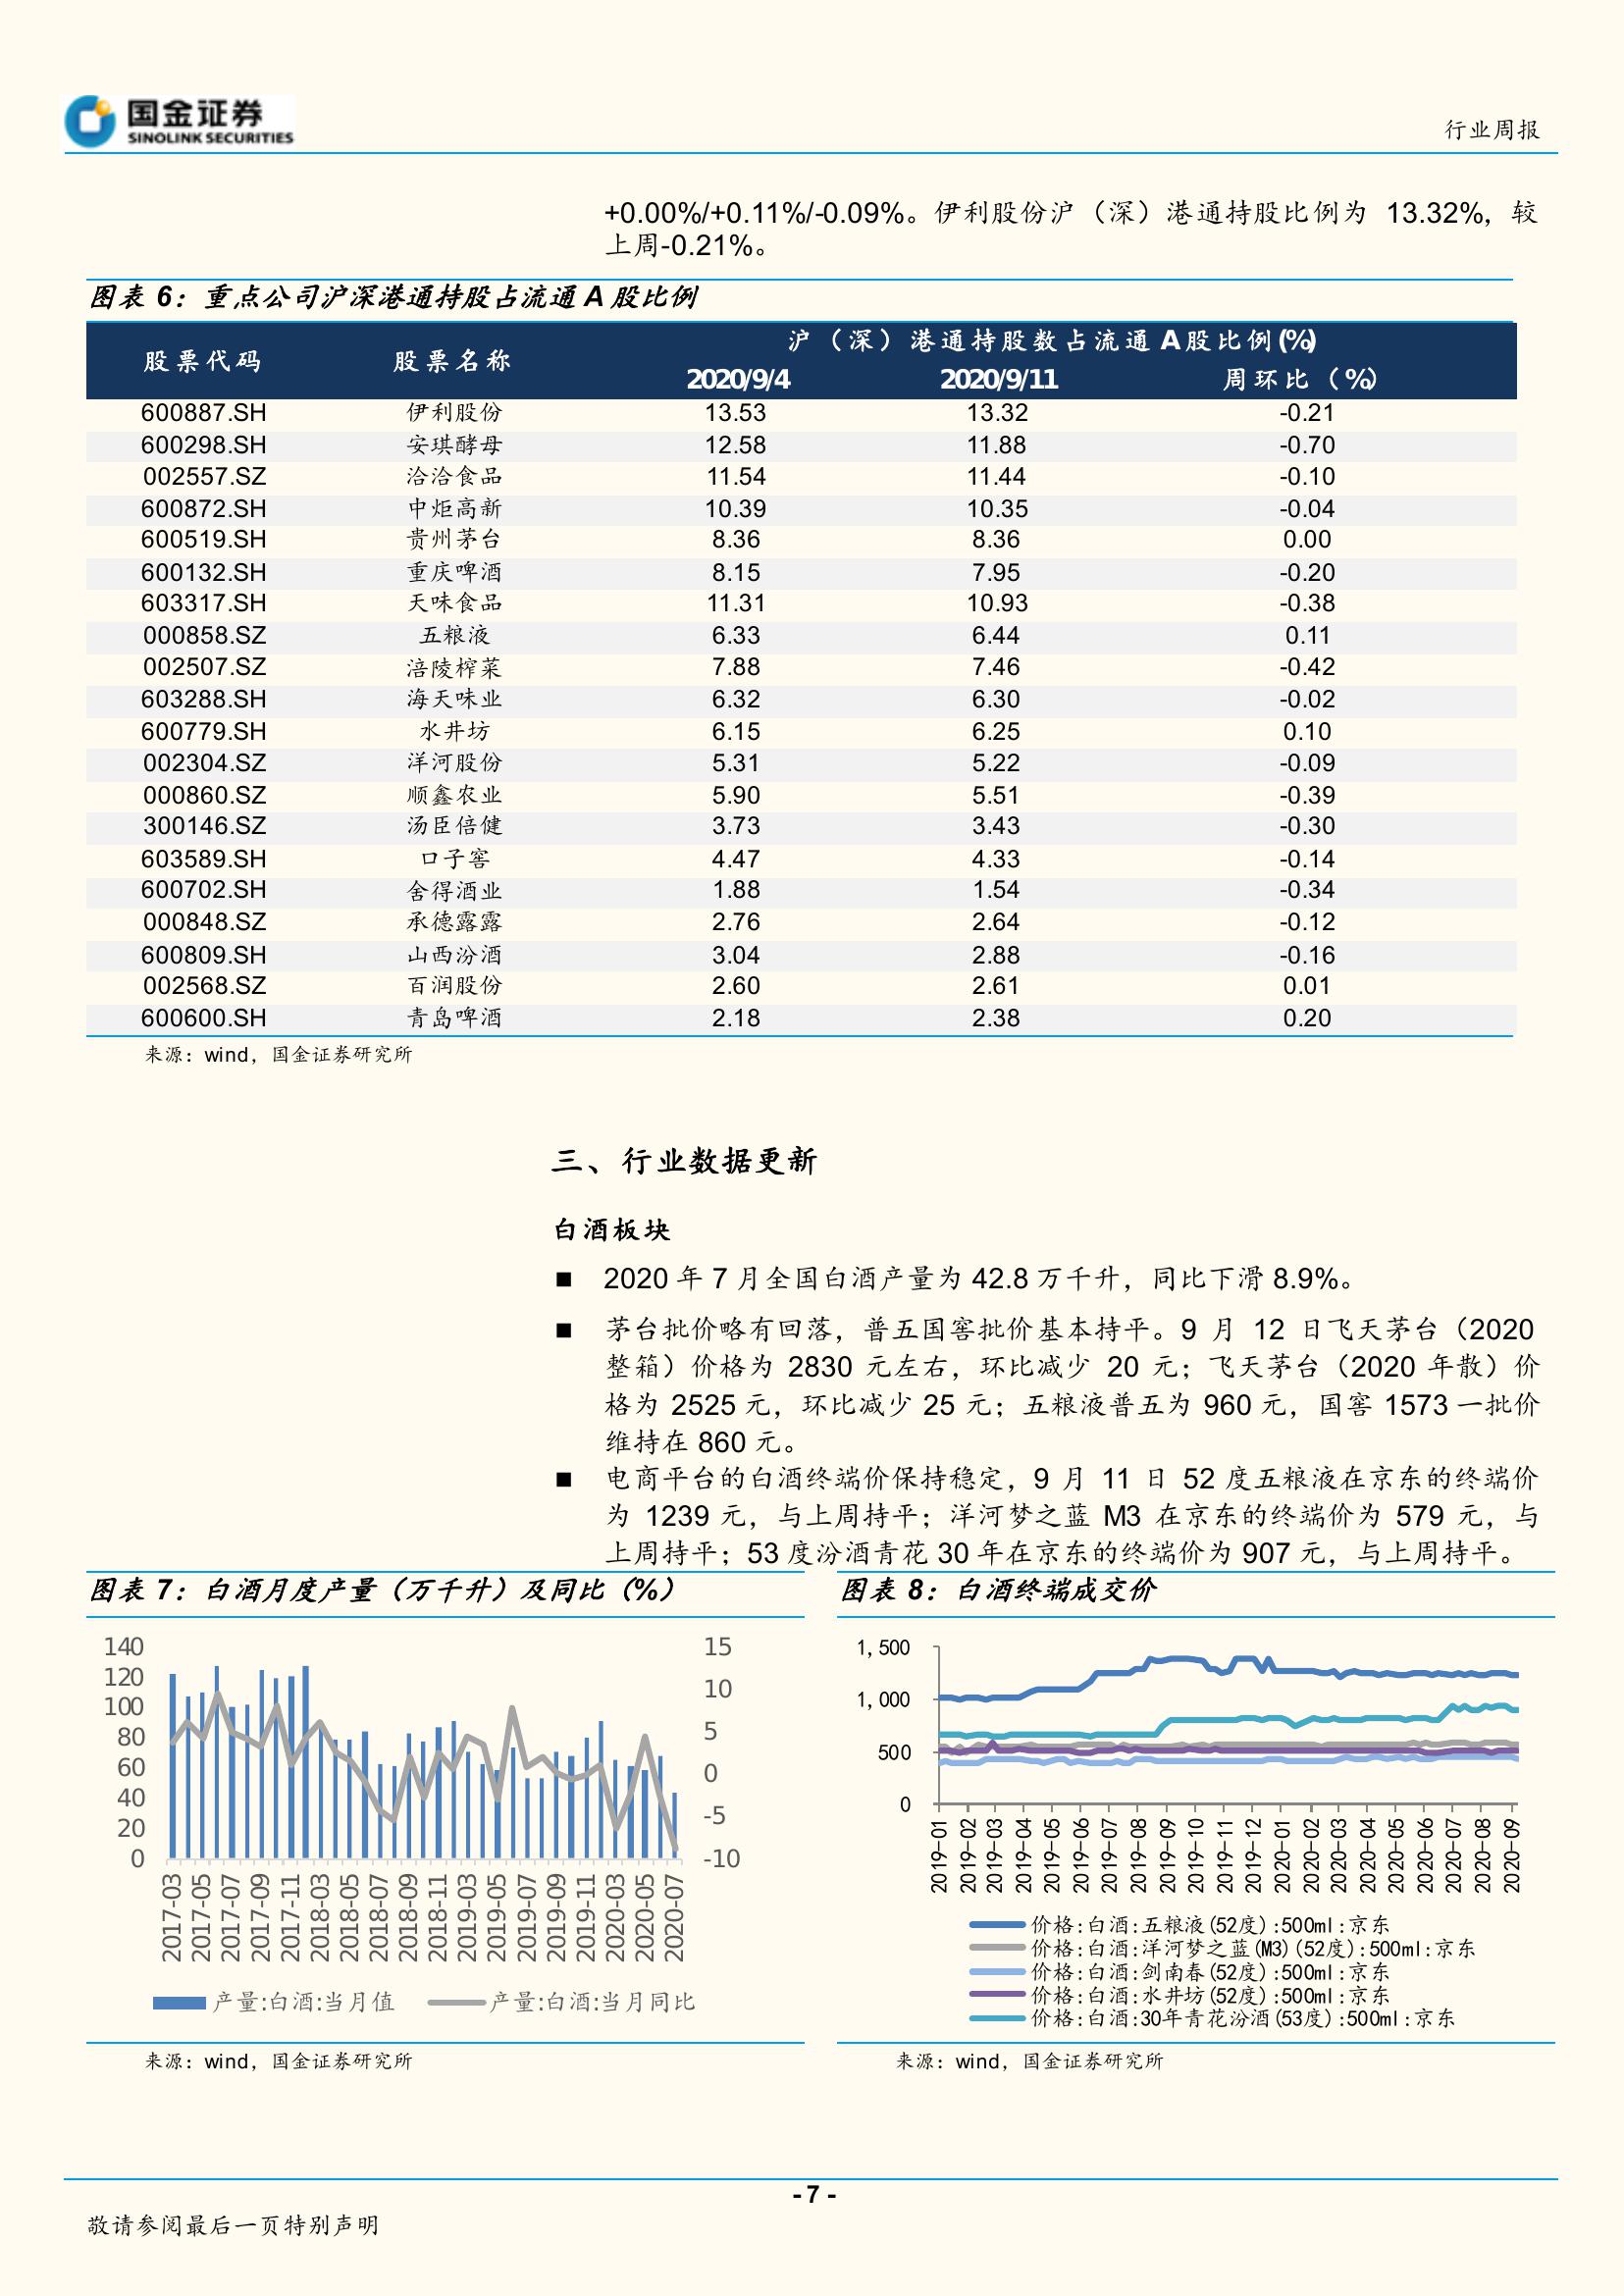 国金证券
SINOLINK SECURITIES
行业周报
+0.00%/+0.11%/-0.09%。伊利股份沪（深）港通持股比例为 13.32%，较
上周-0.21%。
图表 6：重点公司沪深港通持股占流通 A 股比例
股票代码 股票名称 沪（深）港通持股数占流通 A 股比例(%)
2020/9/4 2020/9/11 周环比（%）
600887.SH 伊利股份 13.53 13.32 -0.21
600298.SH 安琪酵母 12.58 11.88 -0.70
002557.SZ 洽洽食品 11.54 11.44 -0.10
600872.SH 中炬高新 10.39 10.35 -0.04
600519.SH 贵州茅台 8.36 8.36 0.00
600132.SH 重庆啤酒 8.15 7.95 -0.20
603317.SH 天味食品 11.31 10.93 -0.38
000858.SZ 五粮液 6.33 6.44 0.11
002507.SZ 涪陵榨菜 7.88 7.46 -0.42
603288.SH 海天味业 6.32 6.30 -0.02
600779.SH 水井坊 6.15 6.25 0.10
002304.SZ 洋河股份 5.31 5.22 -0.09
000860.SZ 顺鑫农业 5.90 5.51 -0.39
300146.SZ 汤臣倍健 3.73 3.43 -0.30
603589.SH 口子窖 4.47 4.33 -0.14
600702.SH 舍得酒业 1.88 1.54 -0.34
000848.SZ 承德露露 2.76 2.64 -0.12
600809.SH 山西汾酒 3.04 2.88 -0.16
002568.SZ 百润股份 2.60 2.61 0.01
600600.SH 青岛啤酒 2.18 2.38 0.20
来源：wind，国金证券研究所
三、行业数据更新
白酒板块
■ 2020 年 7 月全国白酒产量为 42.8 万千升，同比下滑 8.9%。
■ 茅台批价略有回落，普五国窖批价基本持平。9 月 12 日飞天茅台（2020
整箱）价格为 2830 元左右，环比减少 20 元；飞天茅台（2020 年散）价
格为 2525 元，环比减少 25 元；五粮液普五为 960 元，国窖 1573 一批价
维持在 860 元。
■ 电商平台的白酒终端价保持稳定，9 月 11 日 52 度五粮液在京东的终端价
为 1239 元，与上周持平；洋河梦之蓝 M3 在京东的终端价为 579 元，与
上周持平；53 度汾酒青花 30 年在京东的终端价为 907 元，与上周持平。
图表 7：白酒月度产量（万千升）及同比（%）
140
120
100
80
60
40
20
0
15
10
5
0
-5
-10
2017-03
2017-05
2017-07
2017-09
2017-11
2018-03
2018-05
2018-07
2018-09
2018-11
2019-03
2019-05
2019-07
2019-09
2019-11
2020-03
2020-05
2020-07
产量:白酒:当月值 产量:白酒:当月同比
来源：wind，国金证券研究所
图表 8：白酒终端成交价
1,500
1,000
500
0
2019-01
2019-02
2019-03
2019-04
2019-05
2019-06
2019-07
2019-08
2019-09
2019-10
2019-11
2019-12
2020-01
2020-02
2020-03
2020-04
2020-05
2020-06
2020-07
2020-08
2020-09
价格:白酒:五粮液(52度):500ml:京东
价格:白酒:洋河梦之蓝(M3)(52度):500ml:京东
价格:白酒:剑南春(52度):500ml:京东
价格:白酒:水井坊(52度):500ml:京东
价格:白酒:30年青花汾酒(53度):500ml:京东
来源：wind，国金证券研究所
- 7 -
敬请参阅最后一页特别声明